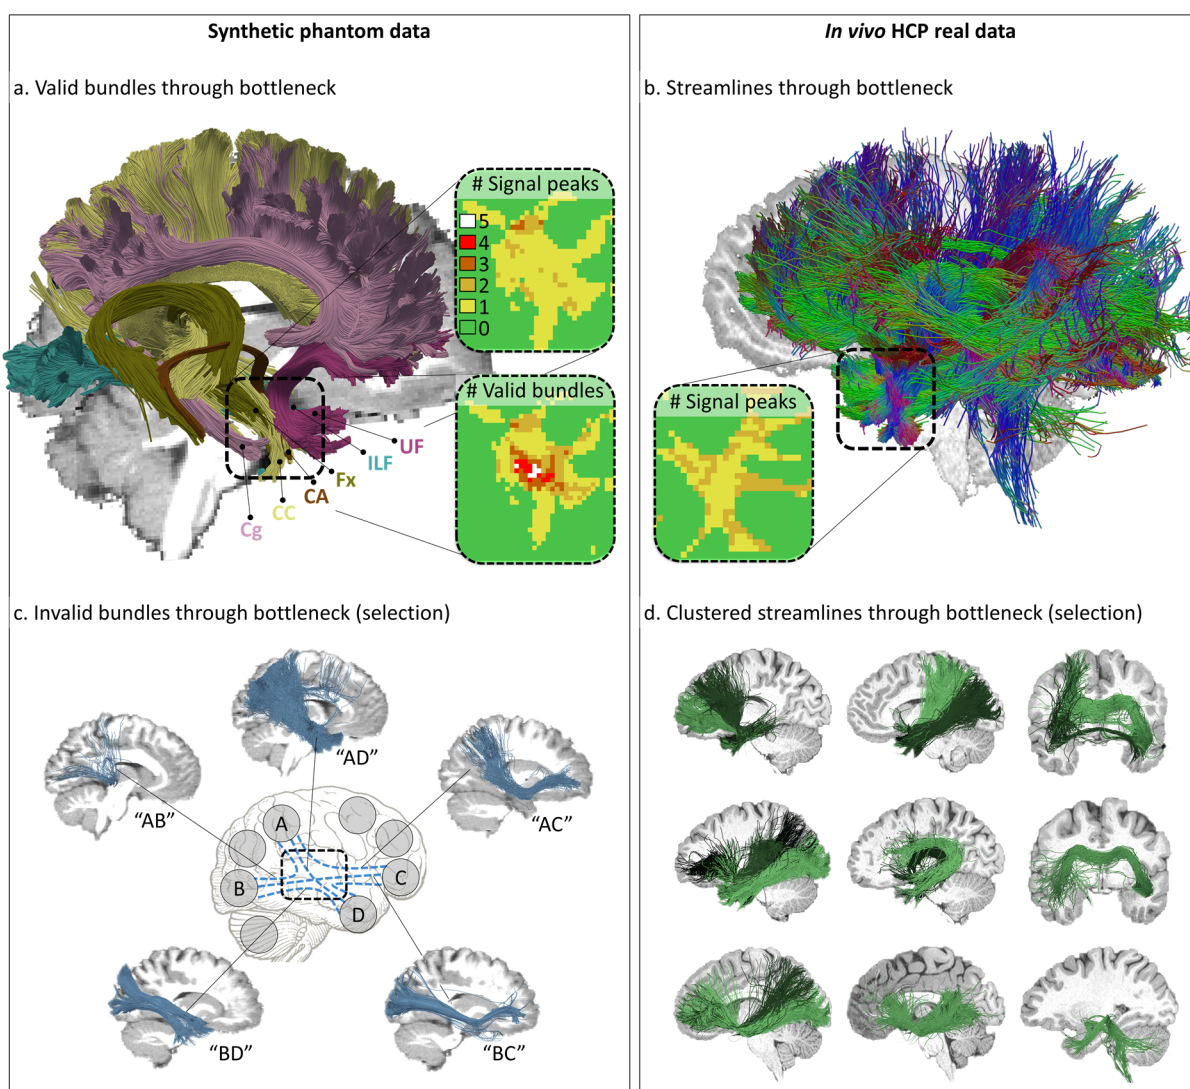 Synthetic phantom data
In vivo HCP real data
a. Valid bundles through bottleneck
b. Streamlines through bottleneck
# Signal peaks
5
4
3
2
1
0
# Valid bundles
# Signal peaks
UF
ILF
Fx
CA
CC
Cg
c. Invalid bundles through bottleneck (selection)
d. Clustered streamlines through bottleneck (selection)
“AD”
“AB”
“AC”
A
B
C
D
“BD”
“BC”